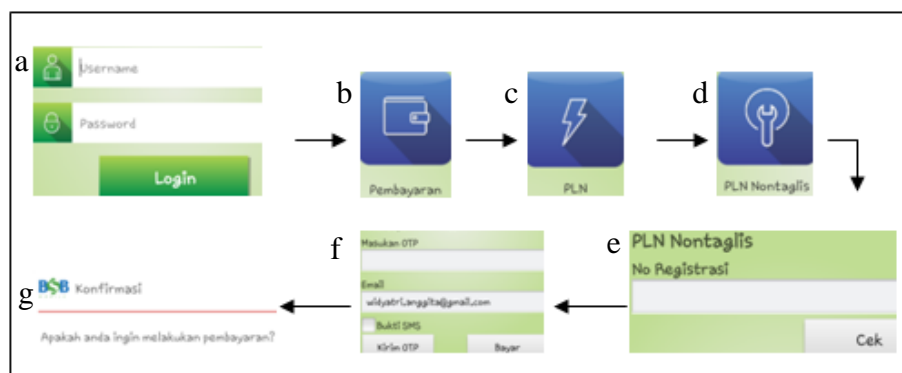 a
Username
Password
Login
b
Pembayaran
c
PLN
d
PLN Nontaglis
e
PLN Nontaglis
No Registrasi
Cek
f
Masukan OTP
Email
widyatri.anggita@gmail.com
Bukti SMS
Kirim OTP
Bayar
g
BSB Konfirmasi
Apakah anda ingin melakukan pembayaran?